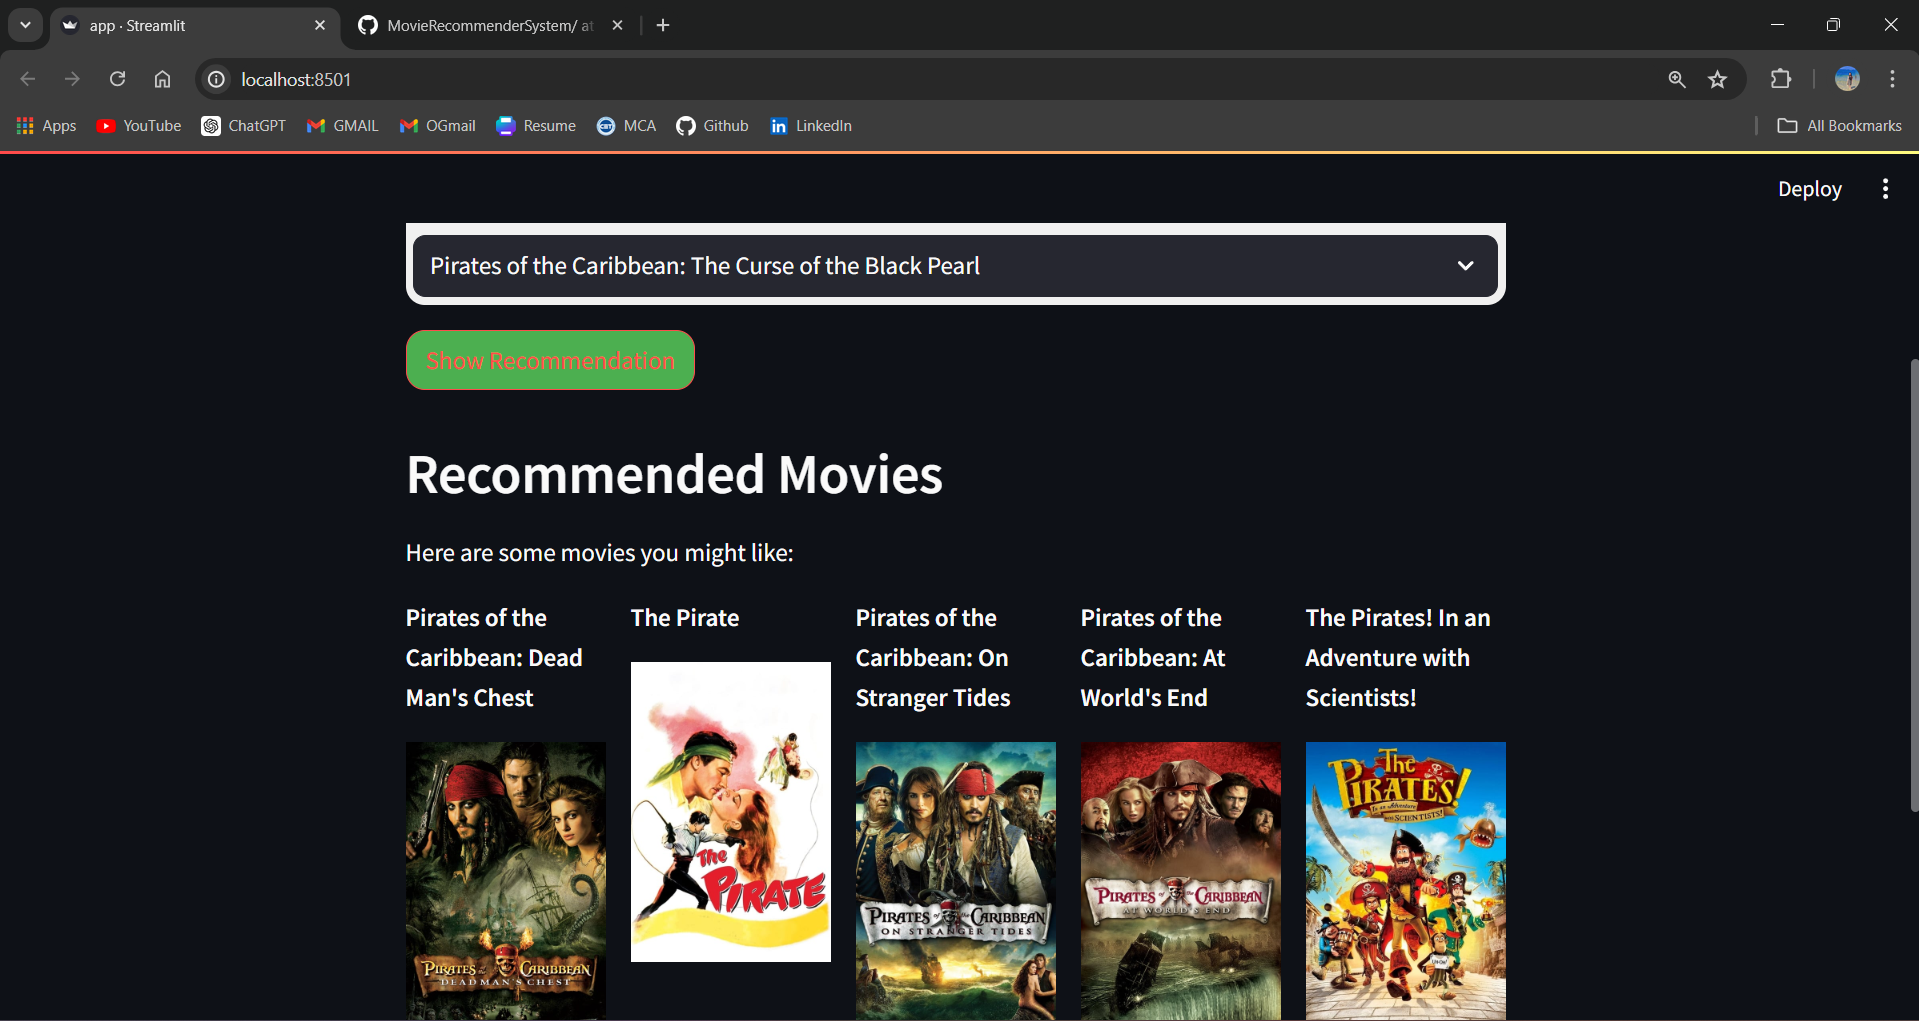 app · Streamlit
MovieRecommenderSystem/ at
localhost:8501
Apps YouTube ChatGPT GMAIL OGmail Resume MCA Github LinkedIn All Bookmarks
Deploy
Pirates of the Caribbean: The Curse of the Black Pearl
Show Recommendation
Recommended Movies
Here are some movies you might like:
Pirates of the
Caribbean: Dead
Man's Chest
The Pirate
Pirates of the
Caribbean: On
Stranger Tides
Pirates of the
Caribbean: At
World's End
The Pirates! In an
Adventure with
Scientists!
PIRATES of the CARIBBEAN
DEAD MAN'S CHEST
The
PIRATE
PIRATES of the CARIBBEAN
ON STRANGER TIDES
PIRATES of the CARIBBEAN
AT WORLD'S END
The
PIRATES!
In an Adventure
with SCIENTISTS!